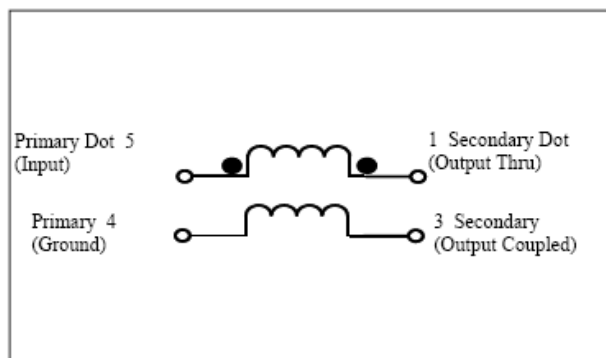 Primary Dot 5
(Input)
1 Secondary Dot
(Output Thru)
Primary 4
(Ground)
3 Secondary
(Output Coupled)